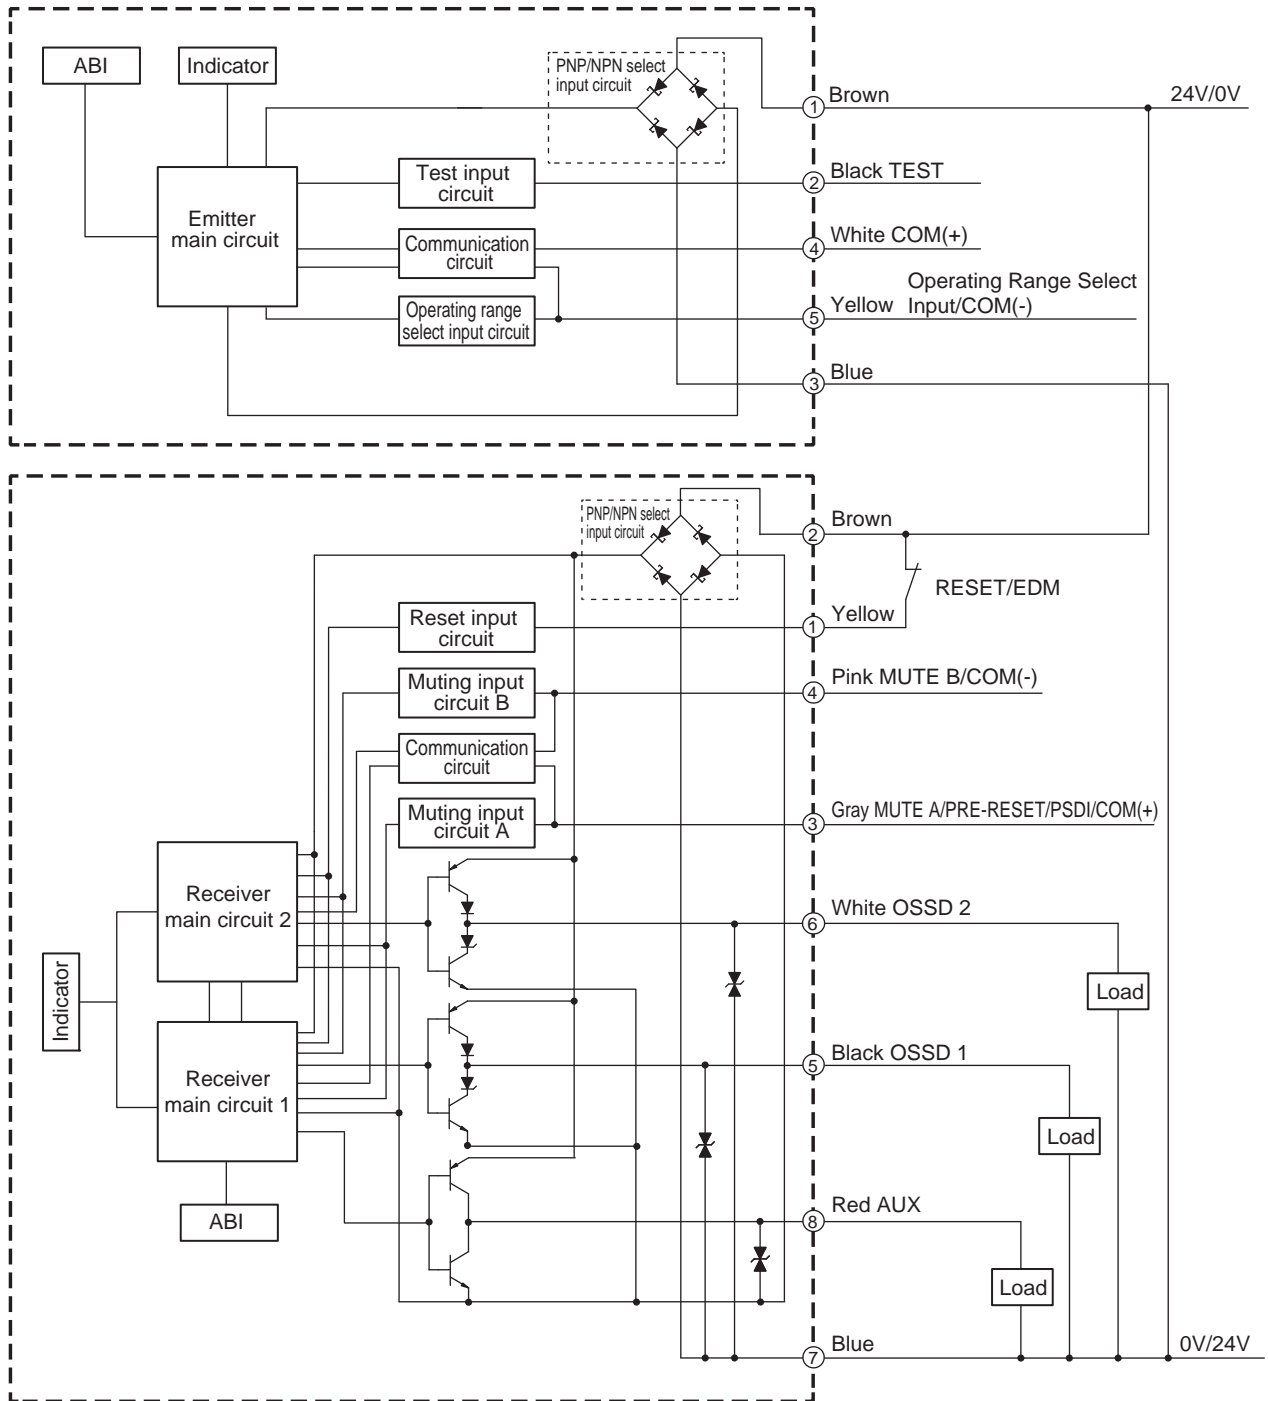 ABI
Indicator
PNP/NPN select
input circuit
1
Brown
24V/0V
Test input
circuit
2
Black TEST
Emitter
main circuit
Communication
circuit
4
White COM(+)
Operating range
select input circuit
5
Yellow
Operating Range Select
Input/COM(-)
3
Blue
PNP/NPN select
input circuit
2
Brown
RESET/EDM
Reset input
circuit
1
Yellow
Muting input
circuit B
4
Pink MUTE B/COM(-)
Communication
circuit
Muting input
circuit A
3
Gray MUTE A/PRE-RESET/PSDI/COM(+)
Receiver
main circuit 2
6
White OSSD 2
Load
Indicator
Receiver
main circuit 1
5
Black OSSD 1
Load
ABI
8
Red AUX
Load
7
Blue
0V/24V